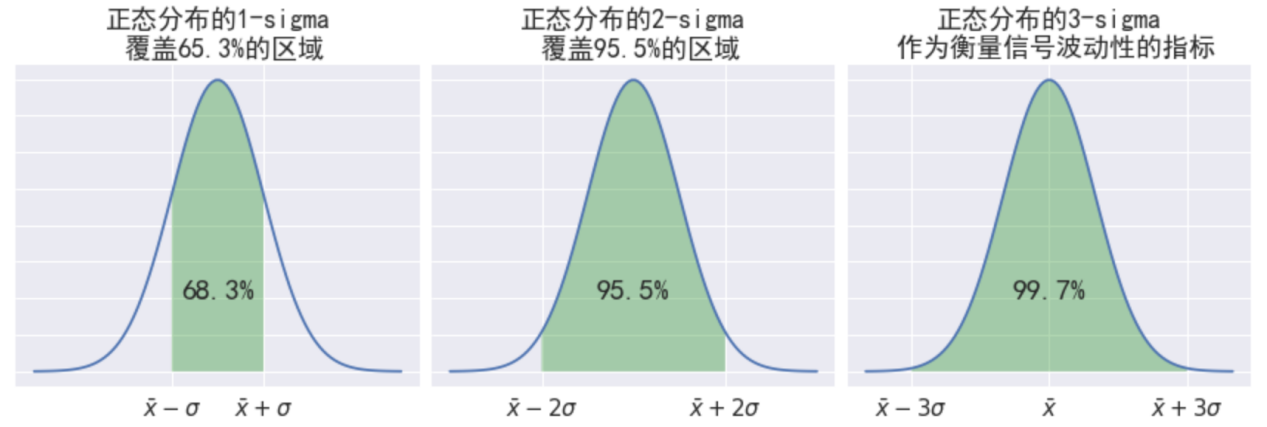 正态分布的1-sigma
覆盖65.3%的区域
正态分布的2-sigma
覆盖95.5%的区域
正态分布的3-sigma
作为衡量信号波动性的指标
68.3%
95.5%
99.7%
x̄ − σ
x̄ + σ
x̄ − 2σ
x̄ + 2σ
x̄ − 3σ
x̄
x̄ + 3σ